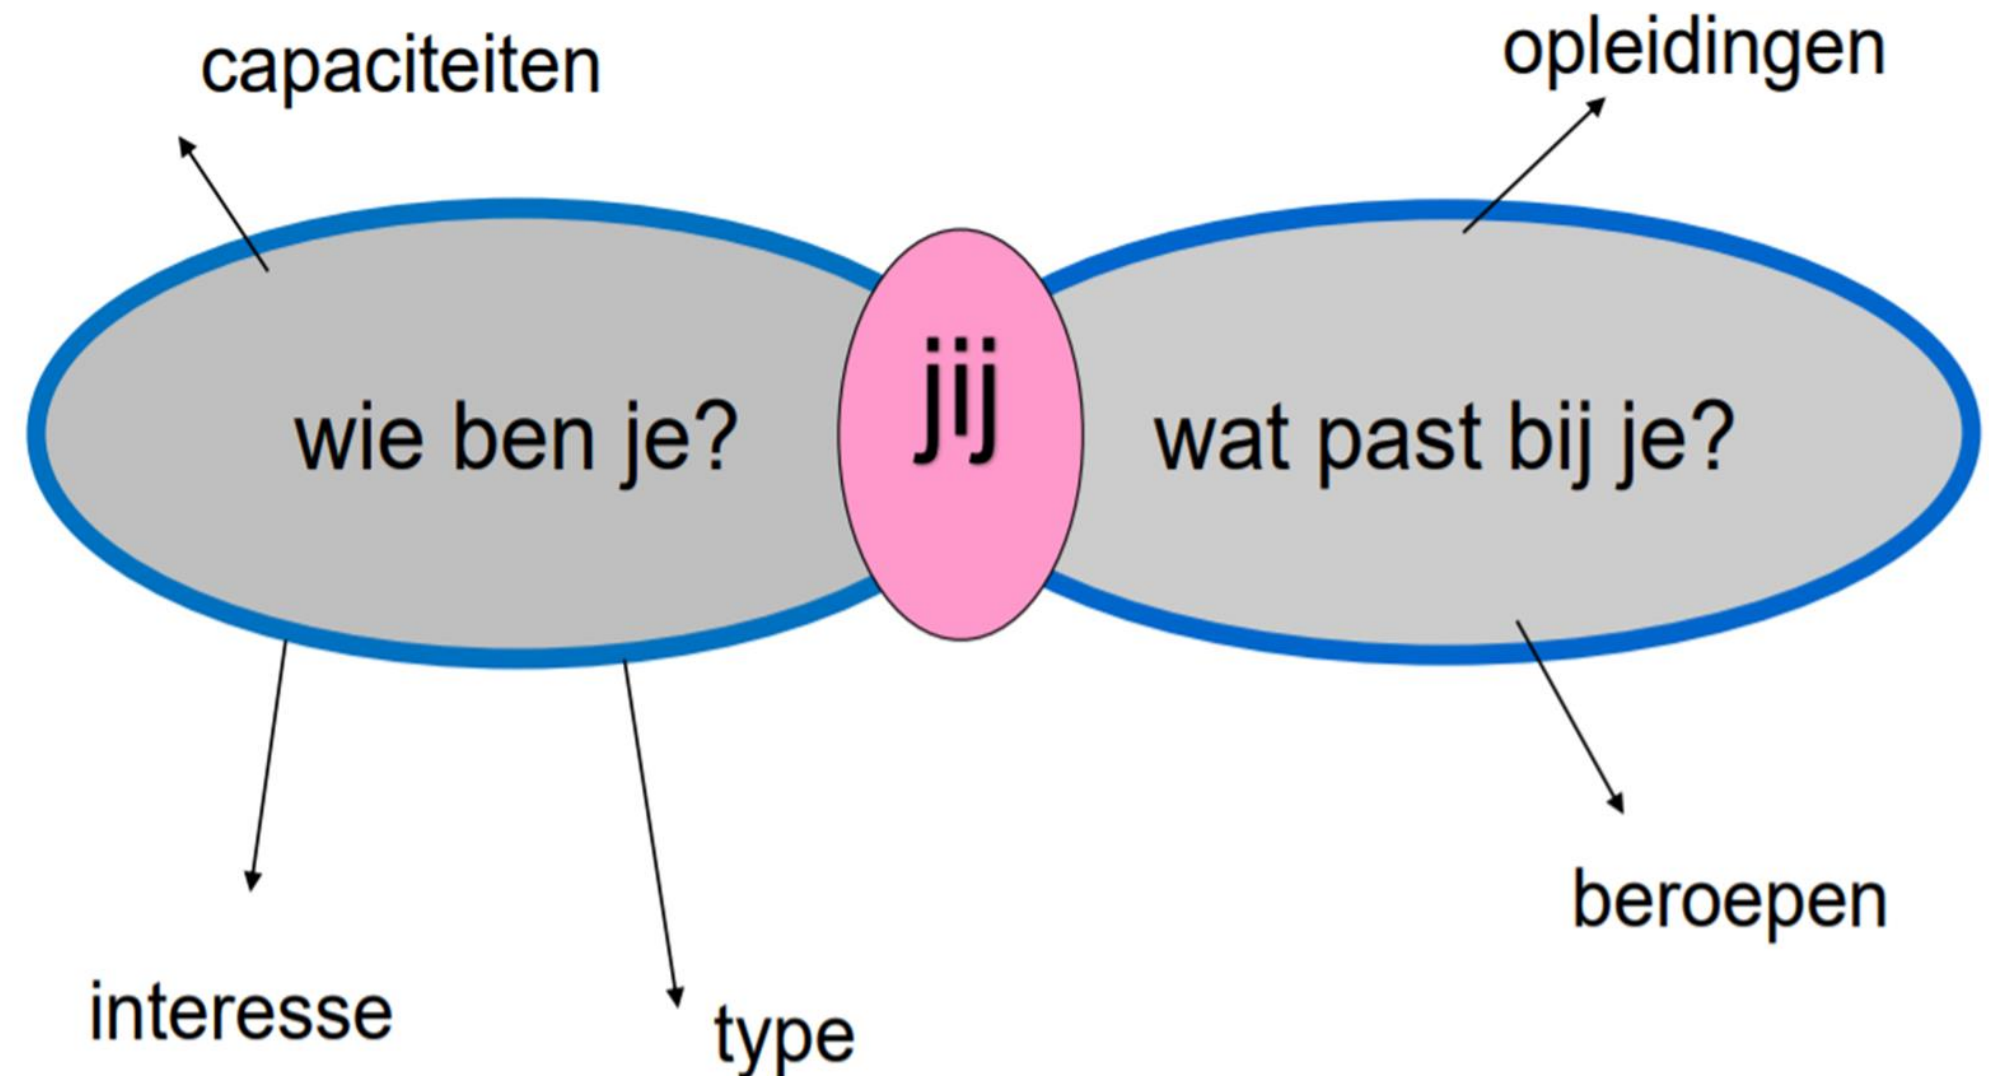 capaciteiten
opleidingen
wie ben je?
jij
wat past bij je?
beroepen
interesse
type